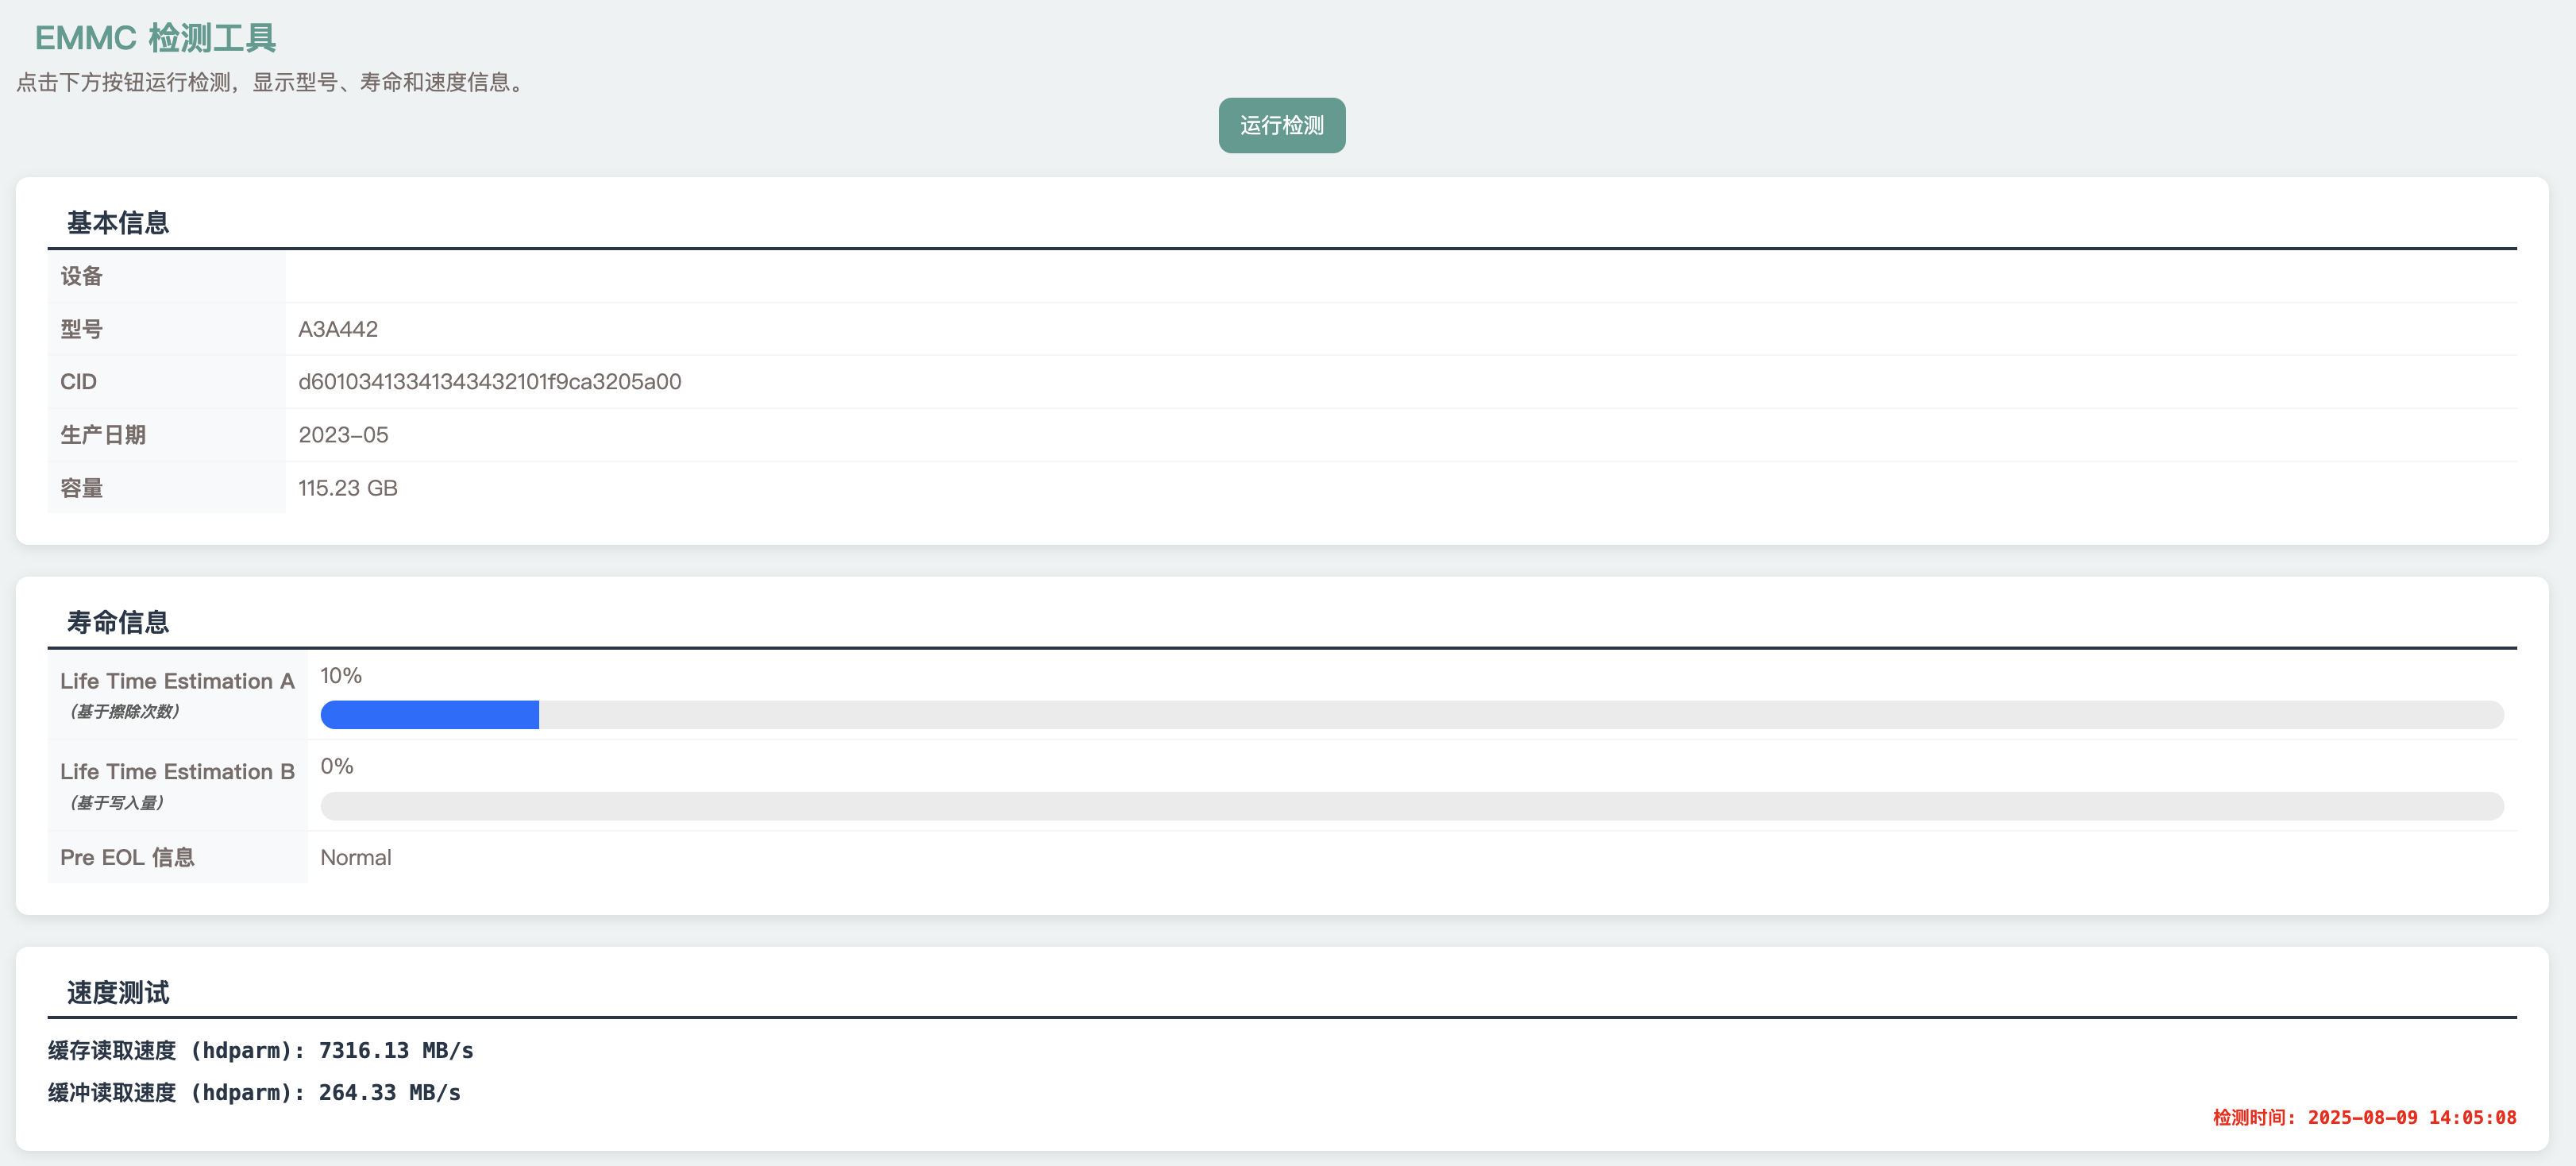 EMMC 检测工具
点击下方按钮运行检测，显示型号、寿命和速度信息。
运行检测
基本信息
设备
型号 A3A442
CID d60103413341343432101f9ca3205a00
生产日期 2023-05
容量 115.23 GB
寿命信息
Life Time Estimation A 10%
（基于擦除次数）
Life Time Estimation B 0%
（基于写入量）
Pre EOL 信息 Normal
速度测试
缓存读取速度 (hdparm): 7316.13 MB/s
缓冲读取速度 (hdparm): 264.33 MB/s
检测时间: 2025-08-09 14:05:08